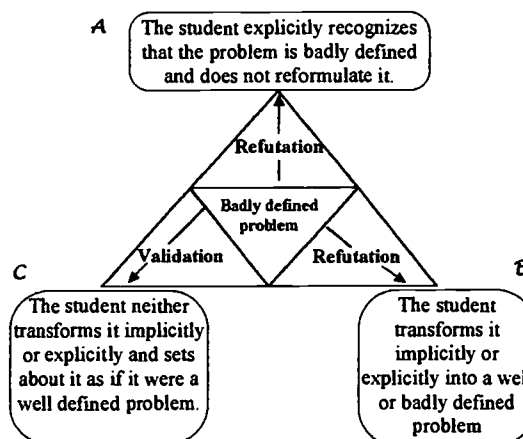 A
The student explicitly recognizes
that the problem is badly defined
and does not reformulate it.
Refutation
Badly defined
problem
Validation
Refutation
C
The student neither
transforms it implicitly
or explicitly and sets
about it as if it were a
well defined problem.
B
The student
transforms it
implicitly or
explicitly into a well
or badly defined
problem